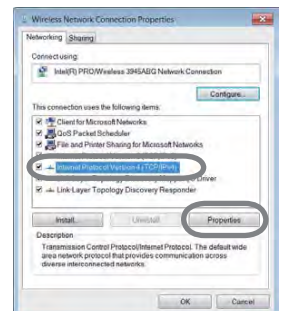 Wireless Network Connection Properties
Networking Sharing
Connect using:
Intel(R) PRO/Wireless 3945ABG Network Connection
Configure...
This connection uses the following items:
Client for Microsoft Networks
QoS Packet Scheduler
File and Printer Sharing for Microsoft Networks
Internet Protocol Version 4 (TCP/IPv4)
Driver
Link-Layer Topology Discovery Responder
Install... Uninstall Properties
Description
Transmission Control Protocol/Internet Protocol. The default wide
area network protocol that provides communication across
diverse interconnected networks.
OK Cancel